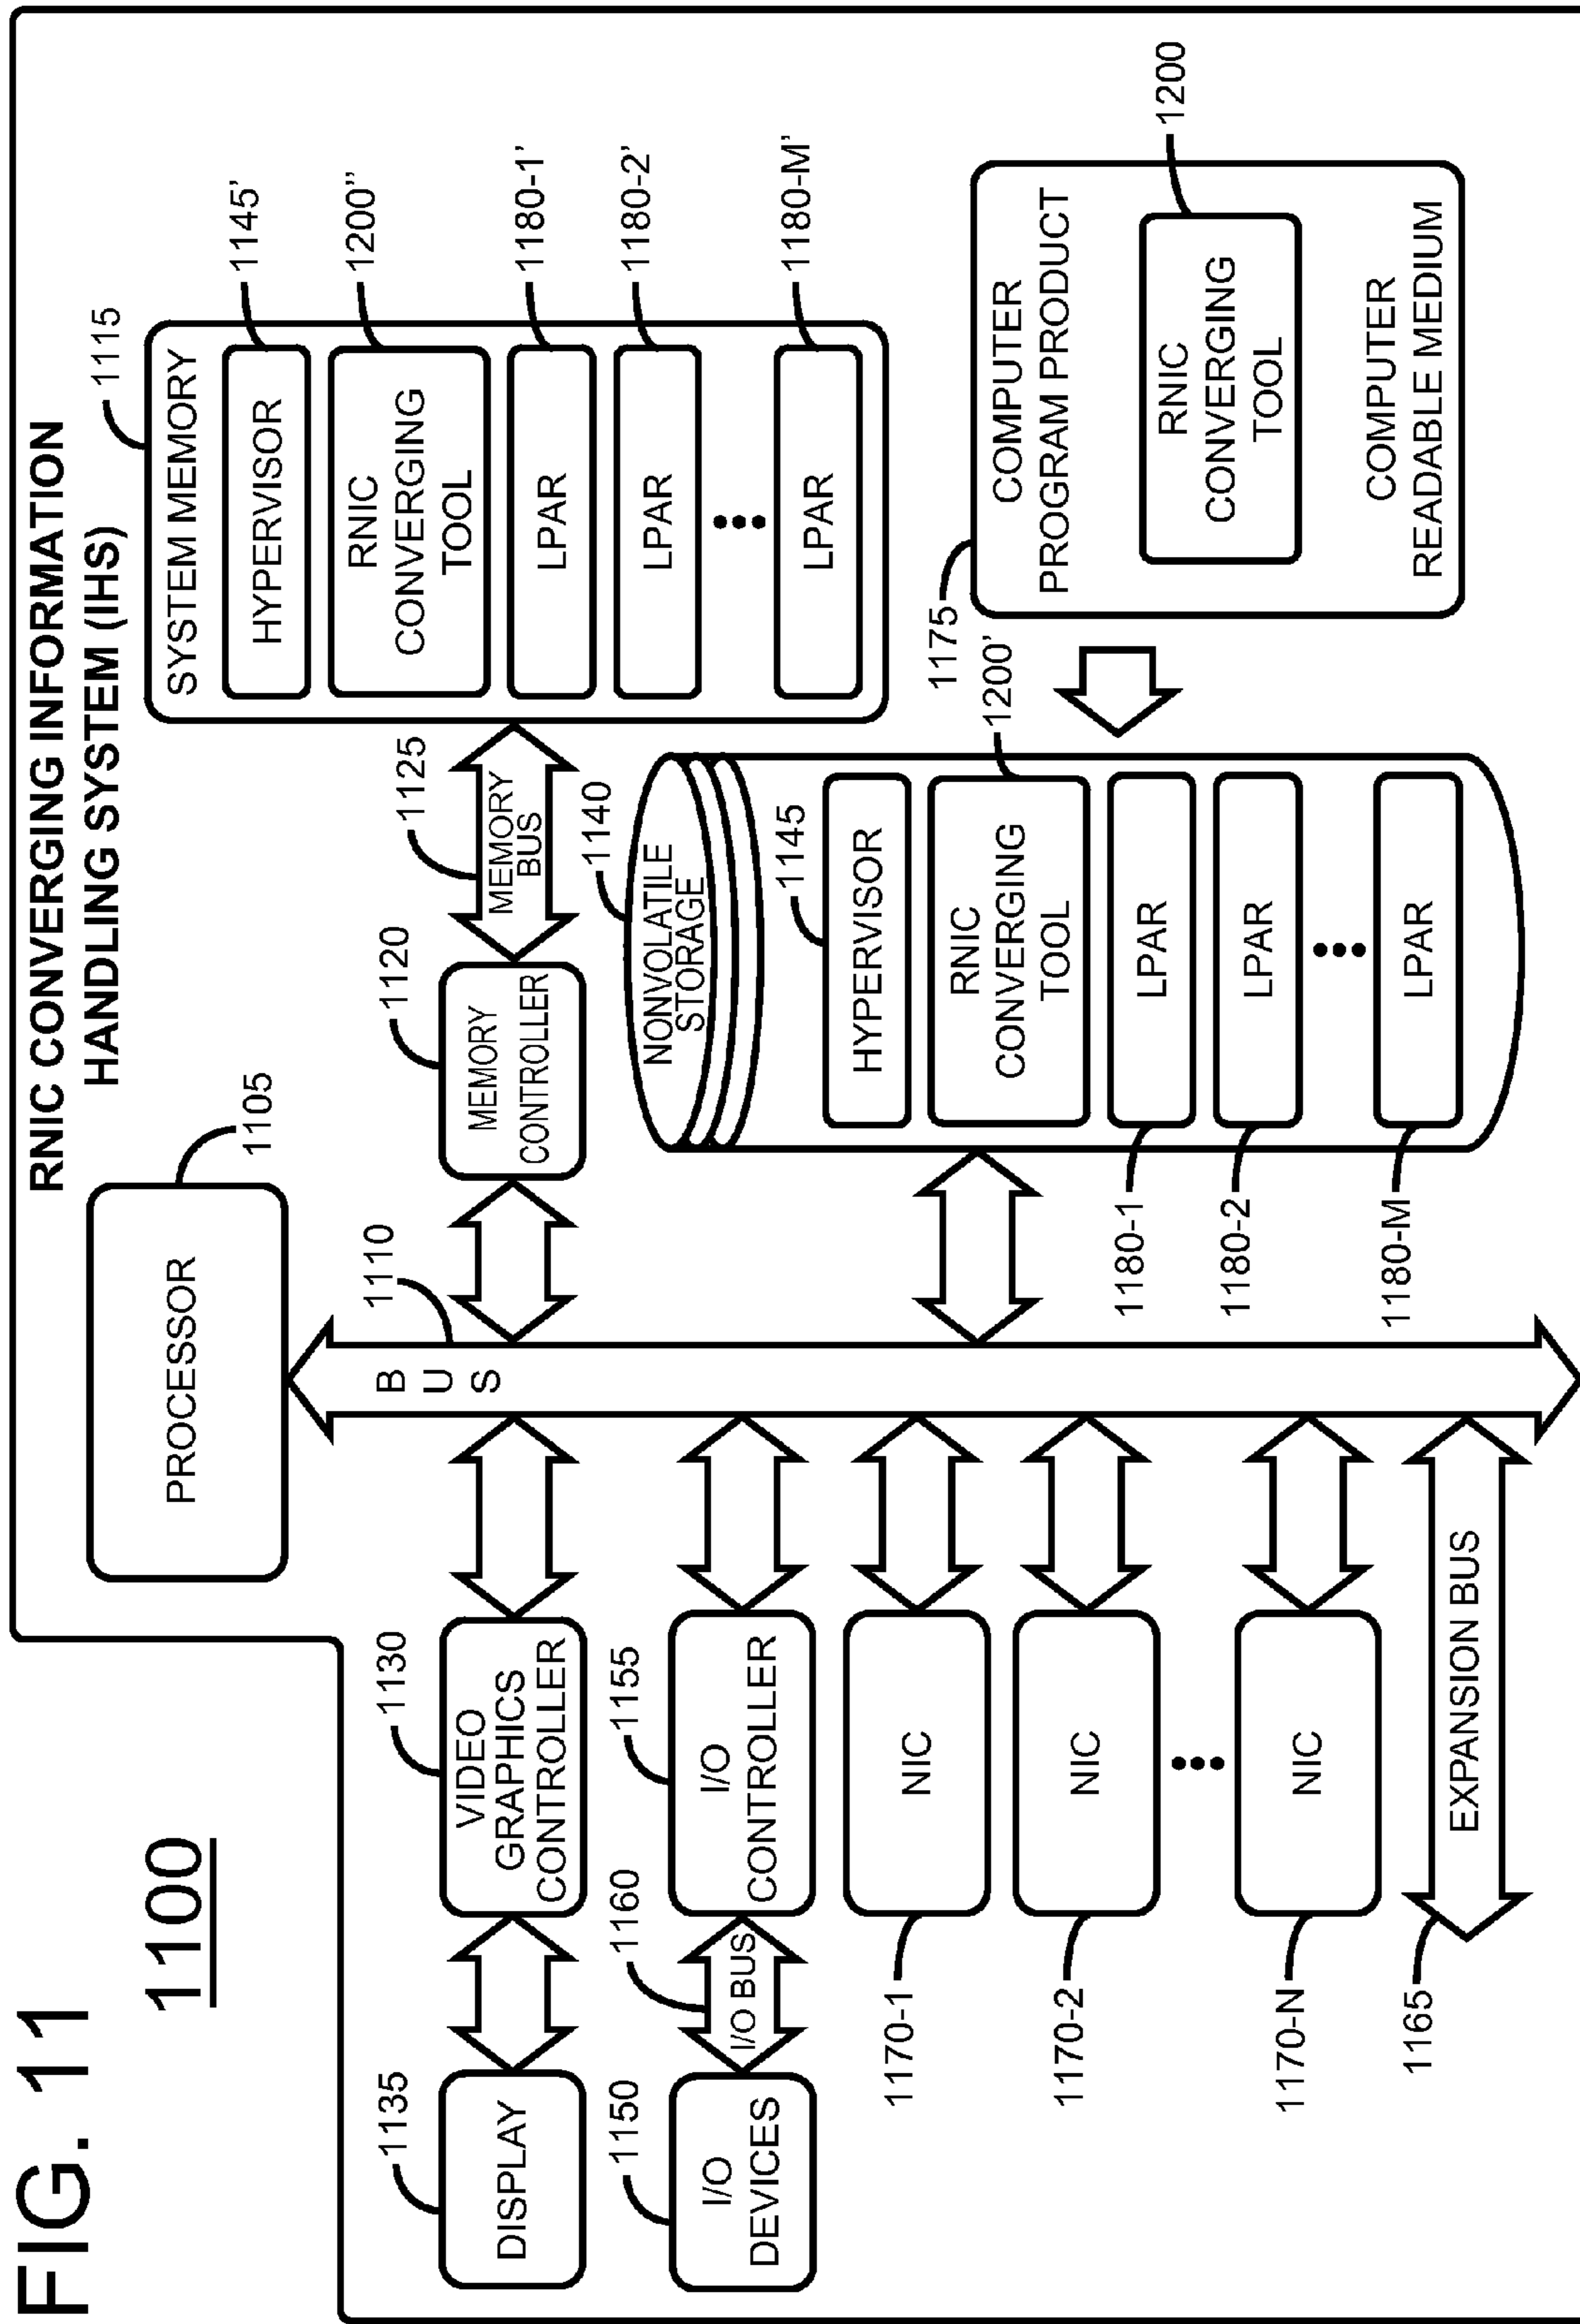 FIG. 11
1100
RNIC CONVERGING INFORMATION
HANDLING SYSTEM (IHS)
PROCESSOR
1105
1110
B
U
S
1135
DISPLAY
1130
VIDEO
GRAPHICS
CONTROLLER
1120
MEMORY
CONTROLLER
1125
MEMORY
BUS
1115
SYSTEM MEMORY
HYPERVISOR
1145'
RNIC
CONVERGING
TOOL
1200"
LPAR
1180-1'
LPAR
1180-2'
•••
LPAR
1180-M'
1150
I/O
DEVICES
1160
I/O BUS
1155
I/O
CONTROLLER
1140
NONVOLATILE
STORAGE
1145
HYPERVISOR
RNIC
CONVERGING
TOOL
1200'
LPAR
1180-1
LPAR
1180-2
•••
LPAR
1180-M
1175
COMPUTER
PROGRAM PRODUCT
RNIC
CONVERGING
TOOL
1200
COMPUTER
READABLE MEDIUM
NIC
1170-1
NIC
1170-2
•••
NIC
1170-N
EXPANSION BUS
1165